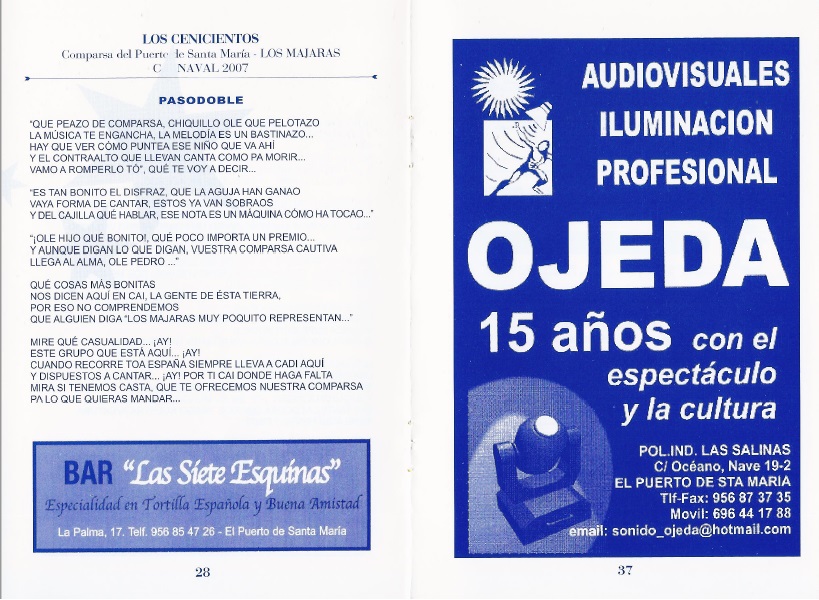 LOS CENICIENTOS
Comparsa del Puerto de Santa María - LOS MAJARAS
C NAVAL 2007
PASODOBLE
"QUE PEAZO DE COMPARSA, CHIQUILLO OLE QUE PELOTAZO
LA MÚSICA TE ENGANCHA, LA MELODÍA ES UN BASTINAZO...
HAY QUE VER CÓMO PUNTEA ESE NIÑO QUE VA AHÍ
Y EL CONTRAALTO QUE LLEVAN CANTA COMO PA MORIR...
VAMO A ROMPERLO TÓ", QUÉ TE VOY A DECIR...
"ES TAN BONITO EL DISFRAZ, QUE LA AGUJA HAN GANAO
VAYA FORMA DE CANTAR, ESTOS YA VAN SOBRAOS
Y DEL CAJILLA QUÉ HABLAR, ESE NOTA ES UN MÁQUINA CÓMO HA TOCAO..."
"¡OLE HIJO QUÉ BONITO!, QUÉ POCO IMPORTA UN PREMIO...
Y AUNQUE DIGAN LO QUE DIGAN, VUESTRA COMPARSA CAUTIVA
LLEGA AL ALMA, OLE PEDRO ..."
QUÉ COSAS MÁS BONITAS
NOS DICEN AQUÍ EN CAI, LA GENTE DE ÉSTA TIERRA,
POR ESO NO COMPRENDEMOS
QUE ALGUIEN DIGA "LOS MAJARAS MUY POQUITO REPRESENTAN..."
MIRE QUÉ CASUALIDAD... ¡AY!
ESTE GRUPO QUE ESTÀ AQUÍ... ¡AY!
CUANDO RECORRE TOA ESPAÑA SIEMPRE LLEVA A CADI AQUÍ
Y DISPUESTOS A CANTAR... ¡AY! POR TI CAI DONDE HAGA FALTA
MIRA SI TENEMOS CASTA, QUE TE OFRECEMOS NUESTRA COMPARSA
PA LO QUE QUIERAS MANDAR...
BAR "Las Siete Esquinas"
Especialidad en Tortilla Española y Buena Amistad
La Palma, 17. Telf. 956 85 47 26 - El Puerto de Santa María
28
AUDIOVISUALES
ILUMINACION
PROFESIONAL
OJEDA
15 años con el
espectáculo
y la cultura
POL.IND. LAS SALINAS
C/ Océano, Nave 19-2
EL PUERTO DE STA MARIA
Tlf-Fax: 956 87 37 35
Movil: 696 44 17 88
email: sonido_ojeda@hotmail.com
37